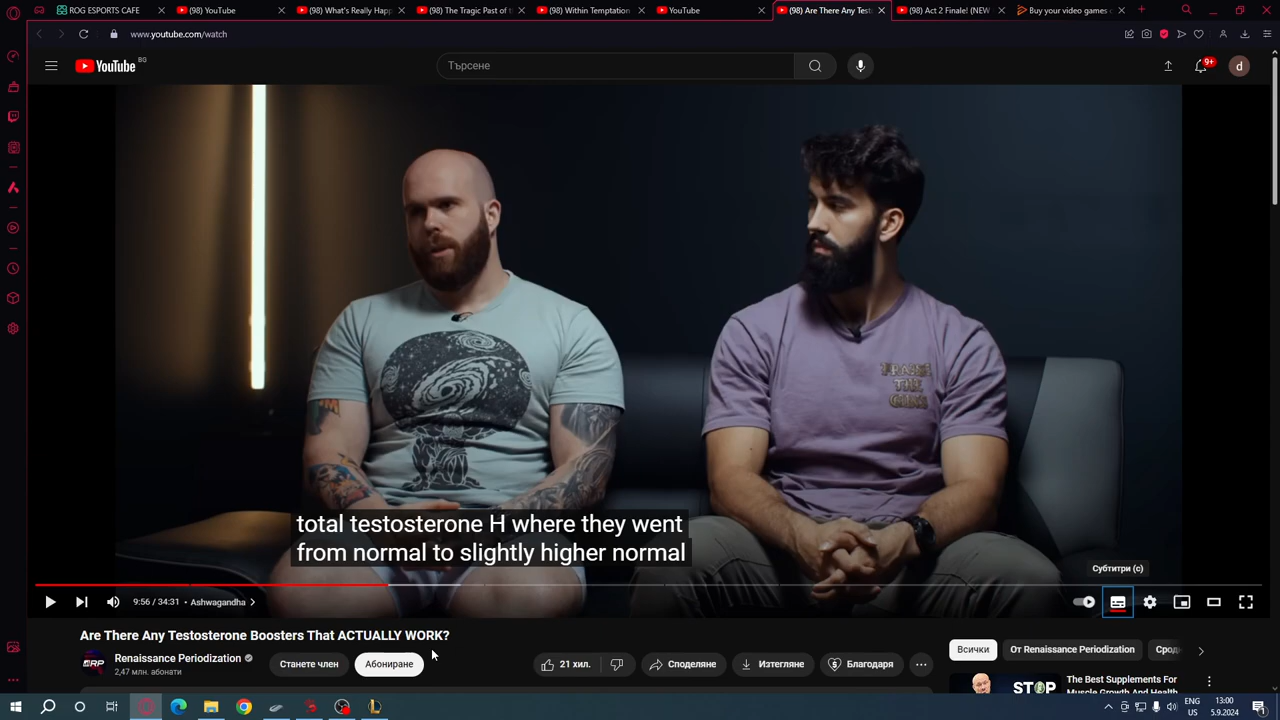 ROG ESPORTS CAFE
(98) YouTube
(98) What's Really Happ
(98) The Tragic Past of t
(98) Within Temptation
YouTube
(98) Are There Any Test
(98) Act 2 Finale! (NEW
Buy your video games c
www.youtube.com/watch
YouTube BG
Търсене
9+
d
total testosterone H where they went
from normal to slightly higher normal
Субтитри (c)
9:56 / 34:31 • Ashwagandha
Are There Any Testosterone Boosters That ACTUALLY WORK?
RP
Renaissance Periodization
2,47 млн. абонати
Станете член
Абониране
21 хил.
Споделяне
Изтегляне
Благодаря
Всички
От Renaissance Periodization
Срод
STOP
The Best Supplements For
Muscle Growth And Health
ENG
US
13:00
5.9.2024
1